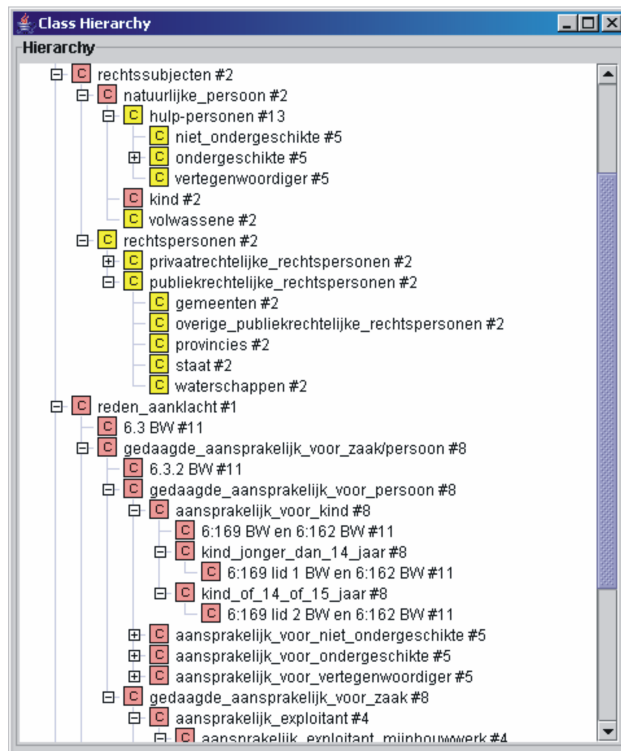 Class Hierarchy
Hierarchy
C rechtssubjecten #2
C natuurlijke_persoon #2
C hulp-personen #13
C niet_ondergeschikte #5
C ondergeschikte #5
C vertegenwoordiger #5
C kind #2
C volwassene #2
C rechtspersonen #2
C privaatrechtelijke_rechtspersonen #2
C publiekrechtelijke_rechtspersonen #2
C gemeenten #2
C overige_publiekrechtelijke_rechtspersonen #2
C provincies #2
C staat #2
C waterschappen #2
C reden_aanklacht #1
C 6.3 BW #11
C gedaagde_aansprakelijk_voor_zaak/persoon #8
C 6.3.2 BW #11
C gedaagde_aansprakelijk_voor_persoon #8
C aansprakelijk_voor_kind #8
C 6:169 BW en 6:162 BW #11
C kind_jonger_dan_14_jaar #8
C 6:169 lid 1 BW en 6:162 BW #11
C kind_of_14_of_15_jaar #8
C 6:169 lid 2 BW en 6:162 BW #11
C aansprakelijk_voor_niet_ondergeschikte #5
C aansprakelijk_voor_ondergeschikte #5
C aansprakelijk_voor_vertegenwoordiger #5
C gedaagde_aansprakelijk_voor_zaak #8
C aansprakelijk_exploitant #4
C aansprakelijk_exploitant_mijnbouwwerk #4